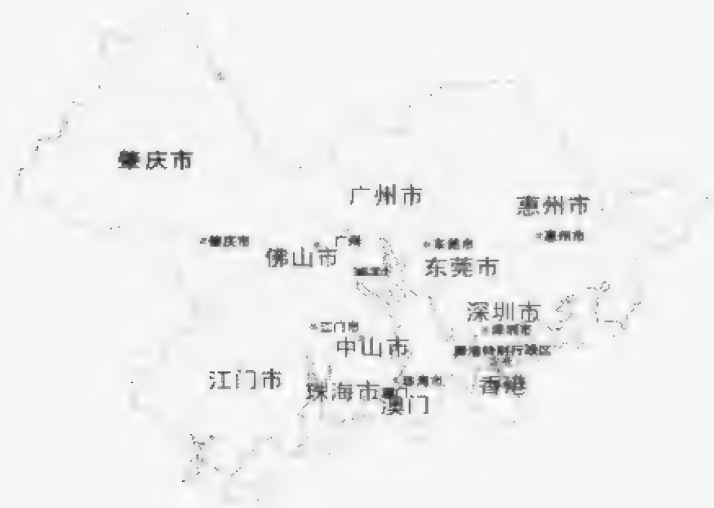 肇庆市
广州市
惠州市
肇庆市
广州
东莞市
惠州市
佛山市
东莞市
深圳市
江门市
深圳市
中山市
香港特别行政区
江门市
珠海市
珠海市
香港
澳门